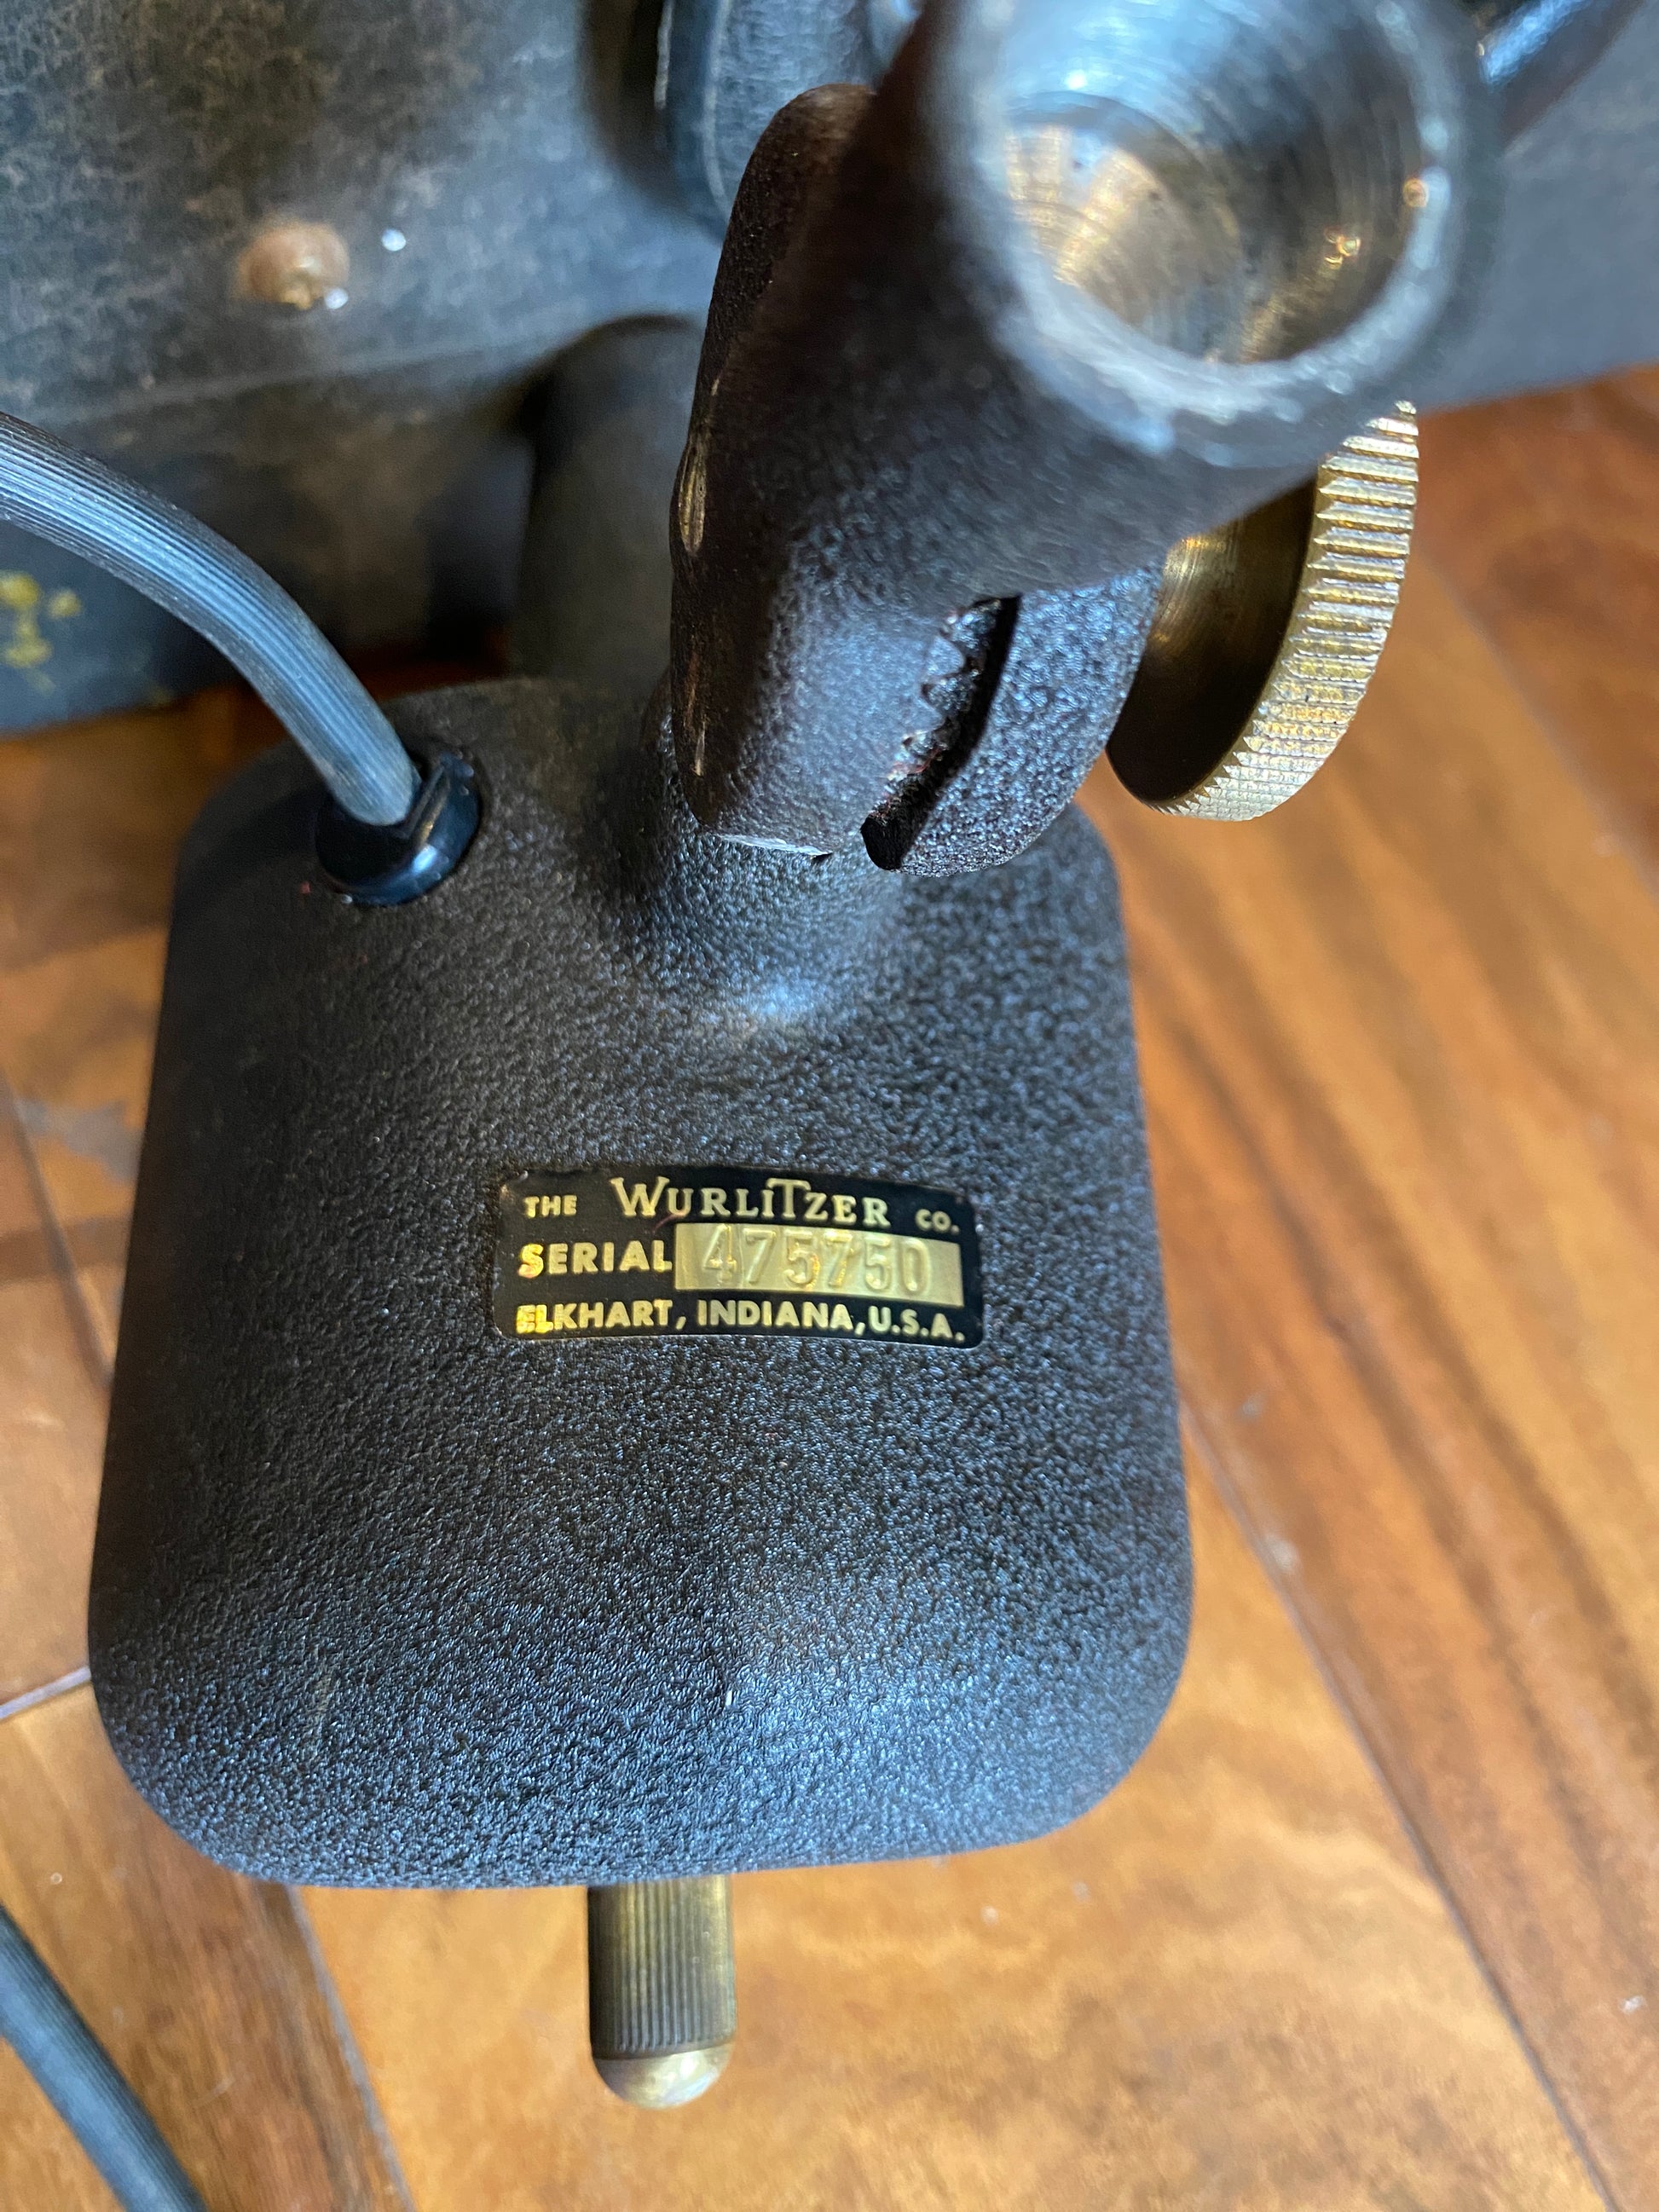 THE WURLITZER CO.
SERIAL 475750
ELKHART, INDIANA, U.S.A.